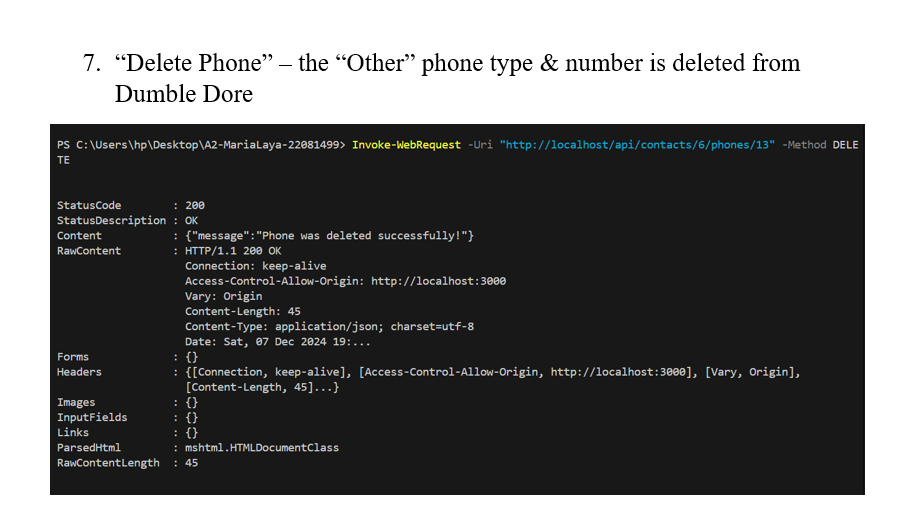 7. “Delete Phone” – the “Other” phone type & number is deleted from
Dumble Dore
PS C:\Users\hp\Desktop\A2-MariaLaya-22081499> Invoke-WebRequest -Uri "http://localhost/api/contacts/6/phones/13" -Method DELE
TE
StatusCode : 200
StatusDescription : OK
Content : {"message":"Phone was deleted successfully!"}
RawContent : HTTP/1.1 200 OK
Connection: keep-alive
Access-Control-Allow-Origin: http://localhost:3000
Vary: Origin
Content-Length: 45
Content-Type: application/json; charset=utf-8
Date: Sat, 07 Dec 2024 19:...
Forms : {}
Headers : {[Connection, keep-alive], [Access-Control-Allow-Origin, http://localhost:3000], [Vary, Origin],
[Content-Length, 45]...}
Images : {}
InputFields : {}
Links : {}
ParsedHtml : mshtml.HTMLDocumentClass
RawContentLength : 45